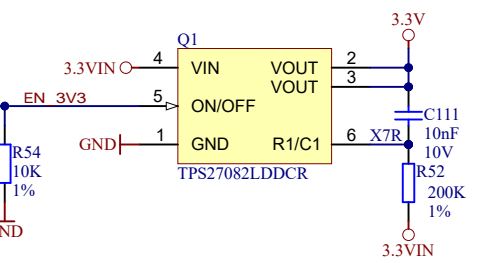 3.3V
Q1
3.3VIN
4
VIN
VOUT
2
VOUT
3
EN_3V3
5
ON/OFF
C111
10nF
10V
GND
1
GND
R1/C1
6
X7R
R54
10K
1%
TPS27082LDDCR
R52
200K
1%
ND
3.3VIN